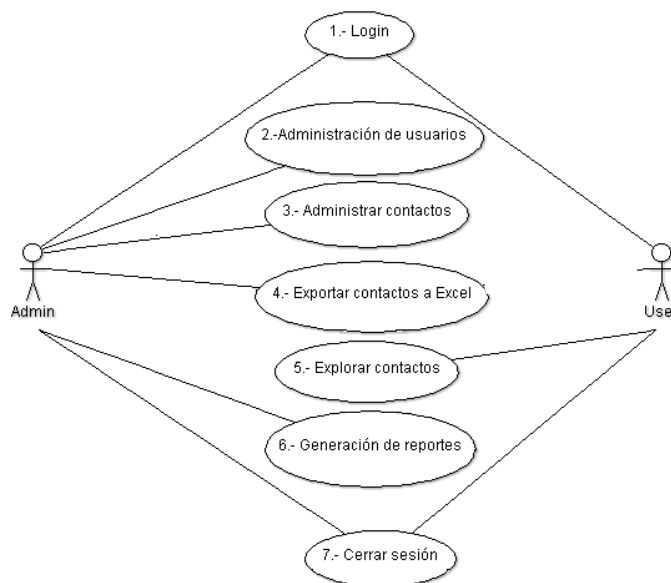 1.- Login
2.-Administración de usuarios
3.- Administrar contactos
4.- Exportar contactos a Excel
Admin
Use
5.- Explorar contactos
6.- Generación de reportes
7.- Cerrar sesión